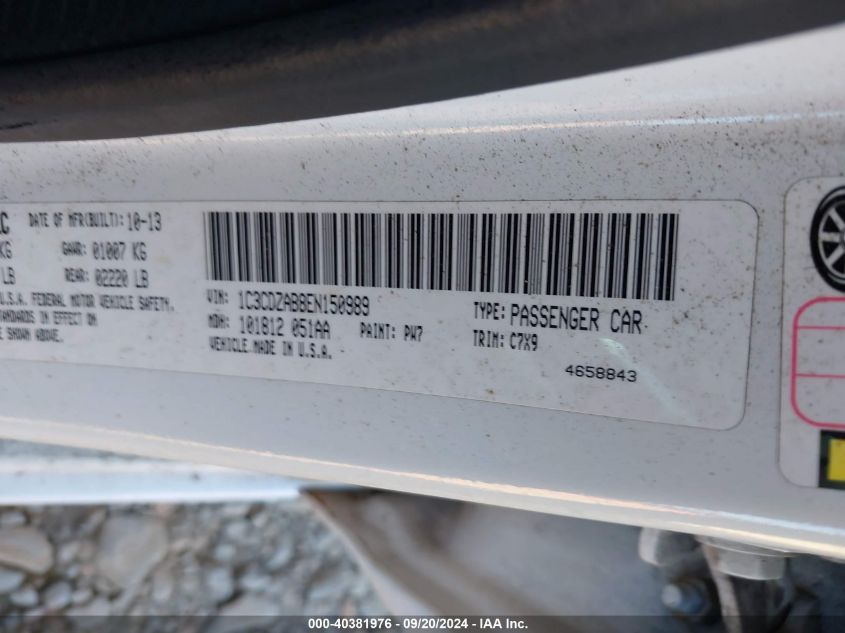 C DATE OF MFR(BUILT): 10-13
KG GAWR: 01007 KG
LB REAR: 02220 LB
U.S.A. FEDERAL MOTOR VEHICLE SAFETY.
STANDARDS IN EFFECT ON
E SHOWN ABOVE.
VIN: 1C3CDZAB8EN150989 TYPE: PASSENGER CAR
MDH: 101812 051AA PAINT: PW7 TRIM: C7X9
VEHICLE MADE IN U.S.A.
4658843
000-40381976 - 09/20/2024 - IAA Inc.